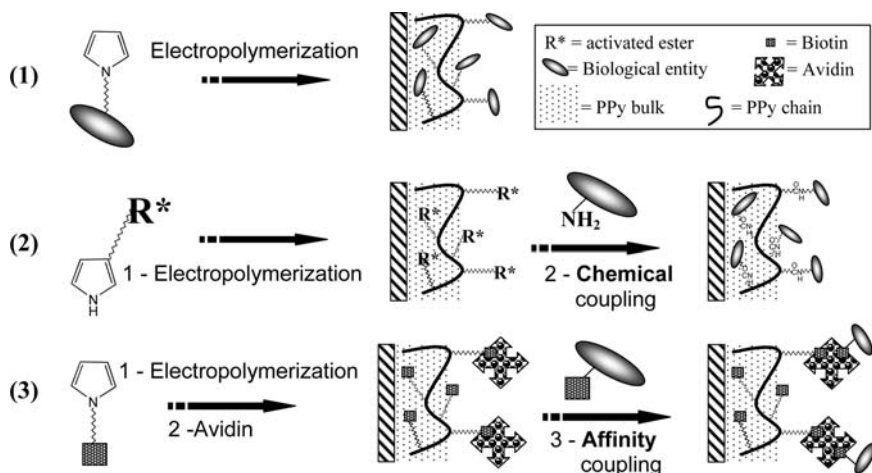 Electropolymerization
(1)
N
R* = activated ester
= Biotin
= Biological entity
= Avidin
= PPy bulk
= PPy chain
(2)
R*
N
H
1 - Electropolymerization
R*
R*
R*
R*
R*
NH2
2 - Chemical
coupling
(3)
1 - Electropolymerization
N
2 -Avidin
3 - Affinity
coupling